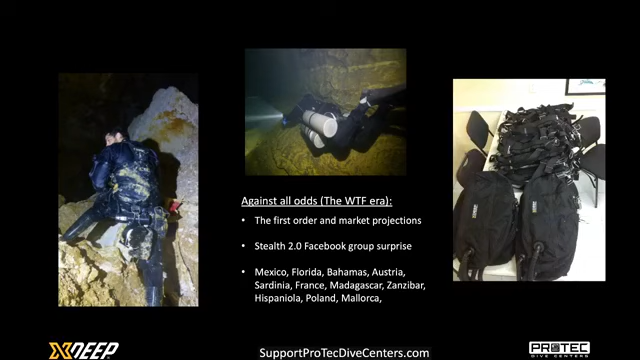 Against all odds (The WTF era):
• The first order and market projections
• Stealth 2.0 Facebook group surprise
• Mexico, Florida, Bahamas, Austria,
Sardinia, France, Madagascar, Zanzibar,
Hispaniola, Poland, Mallorca,
XDEEP
SupportProTecDiveCenters.com
PROTEC
DIVE CENTERS